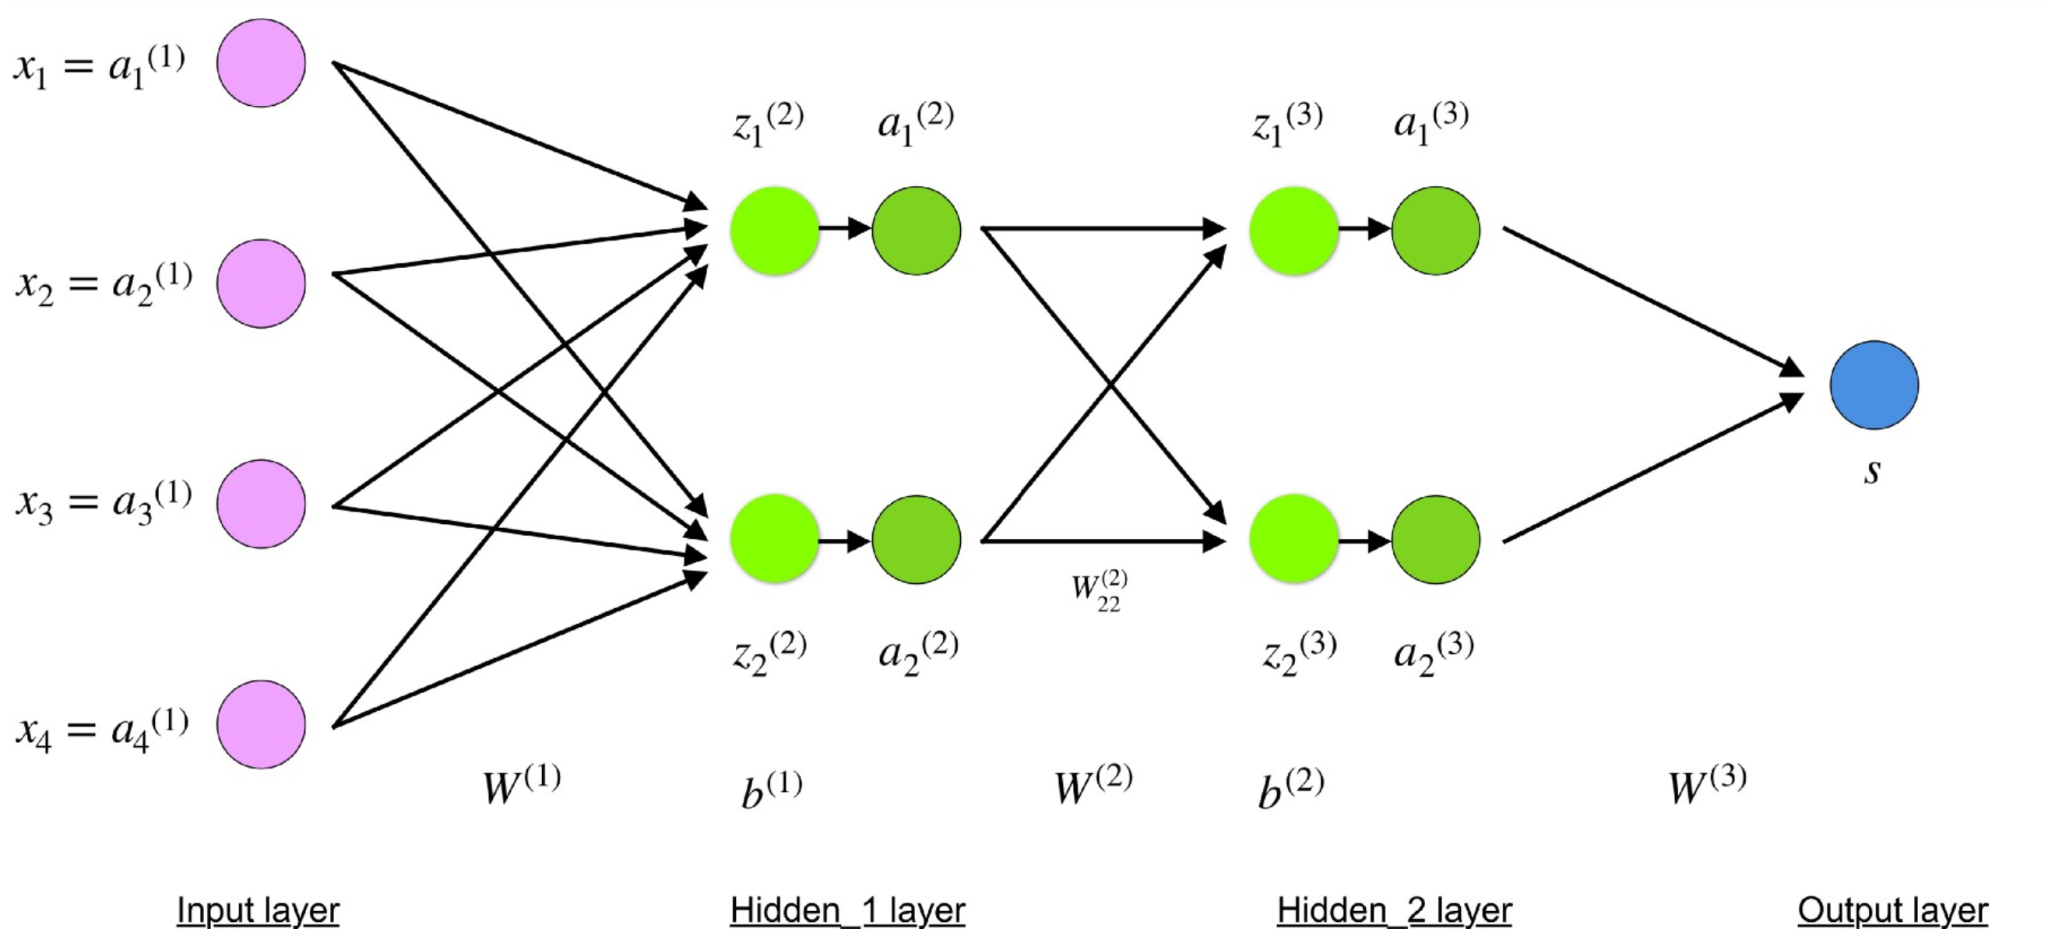 x₁ = a₁⁽¹⁾
z₁⁽²⁾ a₁⁽²⁾ z₁⁽³⁾ a₁⁽³⁾
x₂ = a₂⁽¹⁾
s
x₃ = a₃⁽¹⁾
W₂₂⁽²⁾
z₂⁽²⁾ a₂⁽²⁾ z₂⁽³⁾ a₂⁽³⁾
x₄ = a₄⁽¹⁾
W⁽¹⁾ b⁽¹⁾ W⁽²⁾ b⁽²⁾ W⁽³⁾
Input layer Hidden_1 layer Hidden_2 layer Output layer